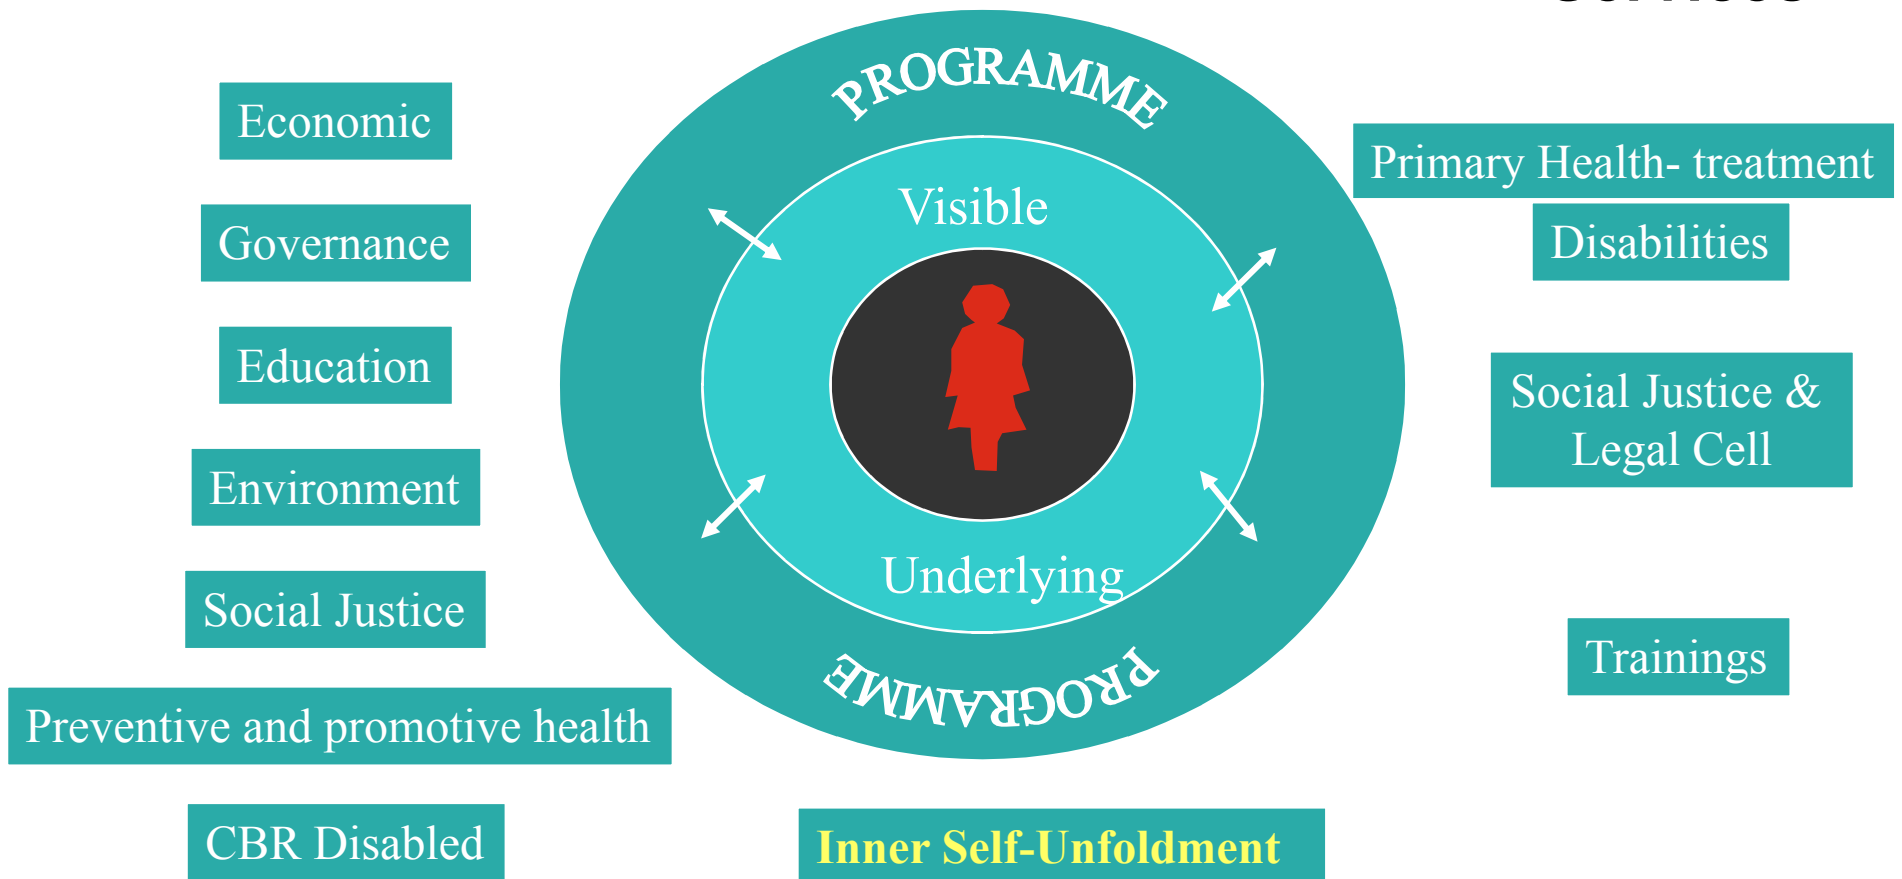 PROGRAMME
Visible
Underlying
PROGRAMME
Economic
Governance
Education
Environment
Social Justice
Preventive and promotive health
CBR Disabled
Primary Health- treatment
Disabilities
Social Justice &
Legal Cell
Trainings
Inner Self-Unfoldment